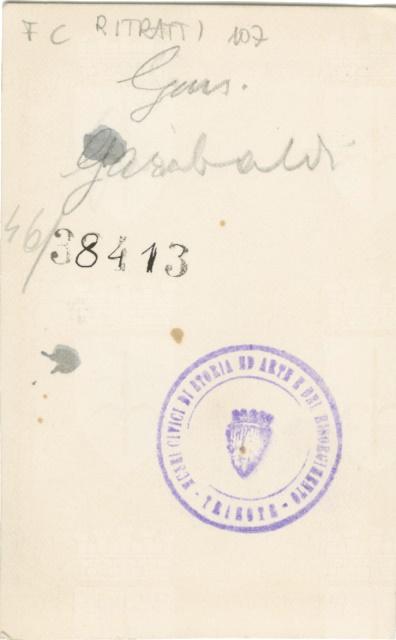 F C RITRATTI 107
Gius.
Garibaldi
46/
38413
MUSEI CIVICI DI STORIA ED ARTE E DEL RISORGIMENTO
- TRIESTE -